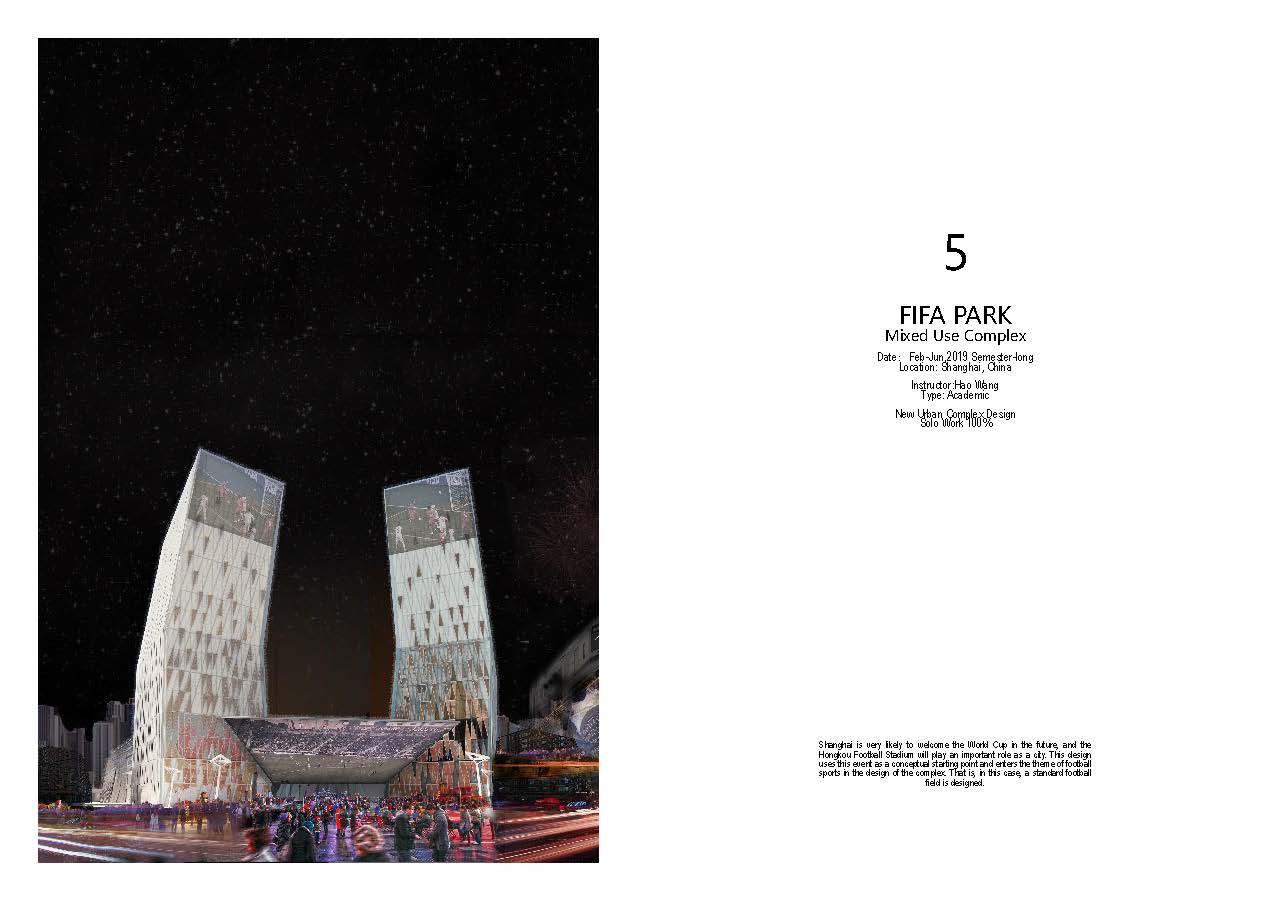 5
FIFA PARK
Mixed Use Complex
Date: Feb-Jun,2019 Semester-long
Location: Shanghai, China
Instructor:Hao Wang
Type: Academic
New Urban Complex Design
Solo Work 100%
Shanghai is very likely to welcome the World Cup in the future, and the
Hongkou Football Stadium will play an important role as a city. This design
uses this event as a conceptual starting point and enters the theme of football
sports in the design of the complex. That is, in this case, a standard football
field is designed.